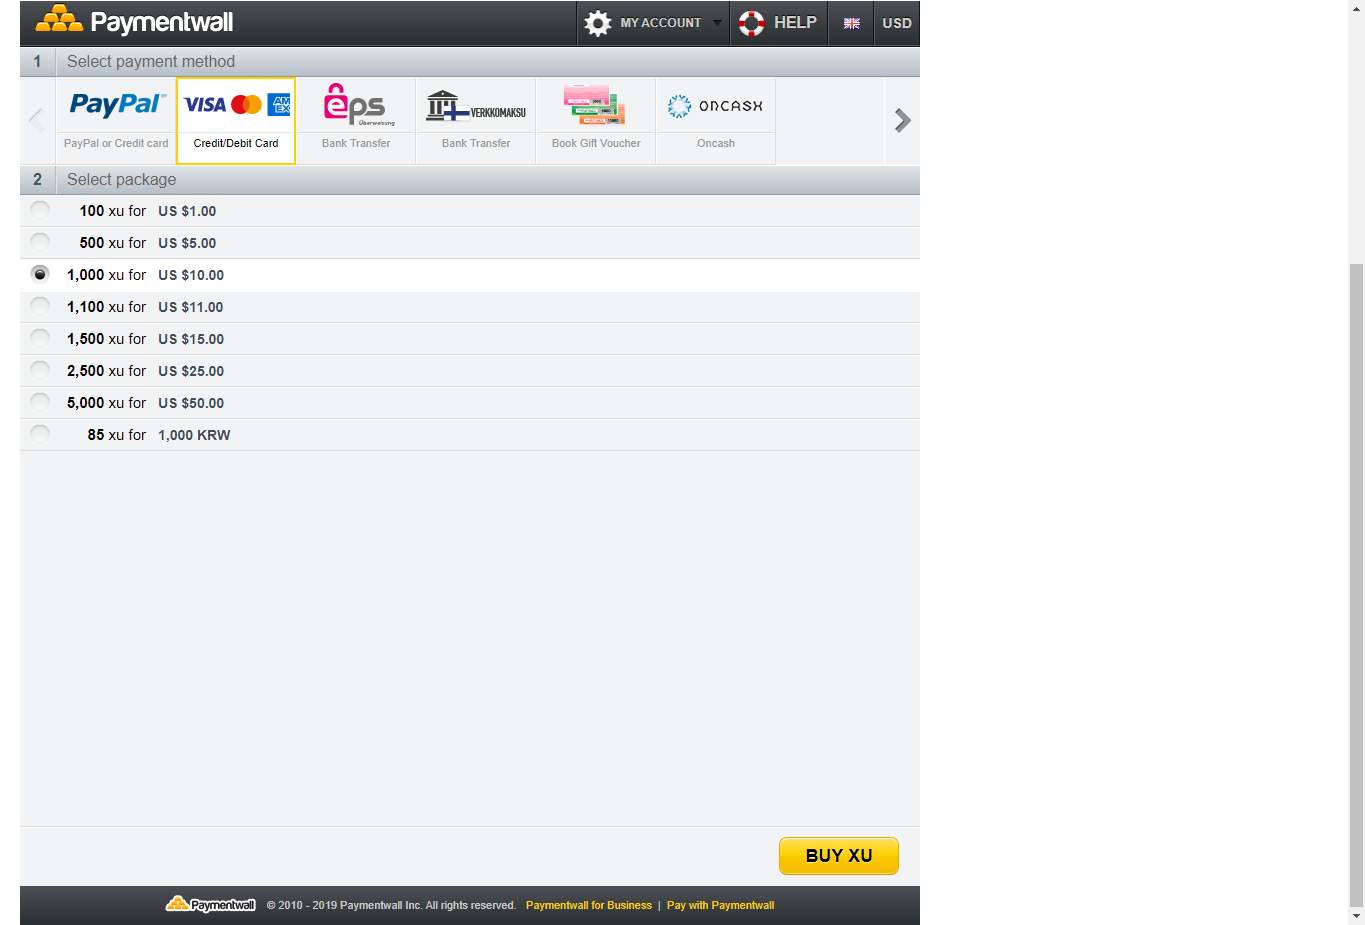 Paymentwall
MY ACCOUNT
HELP
USD
1 Select payment method
PayPal
VISA
AM EX
eps
Überweisung
VERKKOMAKSU
ONCASH
PayPal or Credit card
Credit/Debit Card
Bank Transfer
Bank Transfer
Book Gift Voucher
Oncash
2 Select package
100 xu for US $1.00
500 xu for US $5.00
1,000 xu for US $10.00
1,100 xu for US $11.00
1,500 xu for US $15.00
2,500 xu for US $25.00
5,000 xu for US $50.00
85 xu for 1,000 KRW
BUY XU
Paymentwall © 2010 - 2019 Paymentwall Inc. All rights reserved. Paymentwall for Business | Pay with Paymentwall